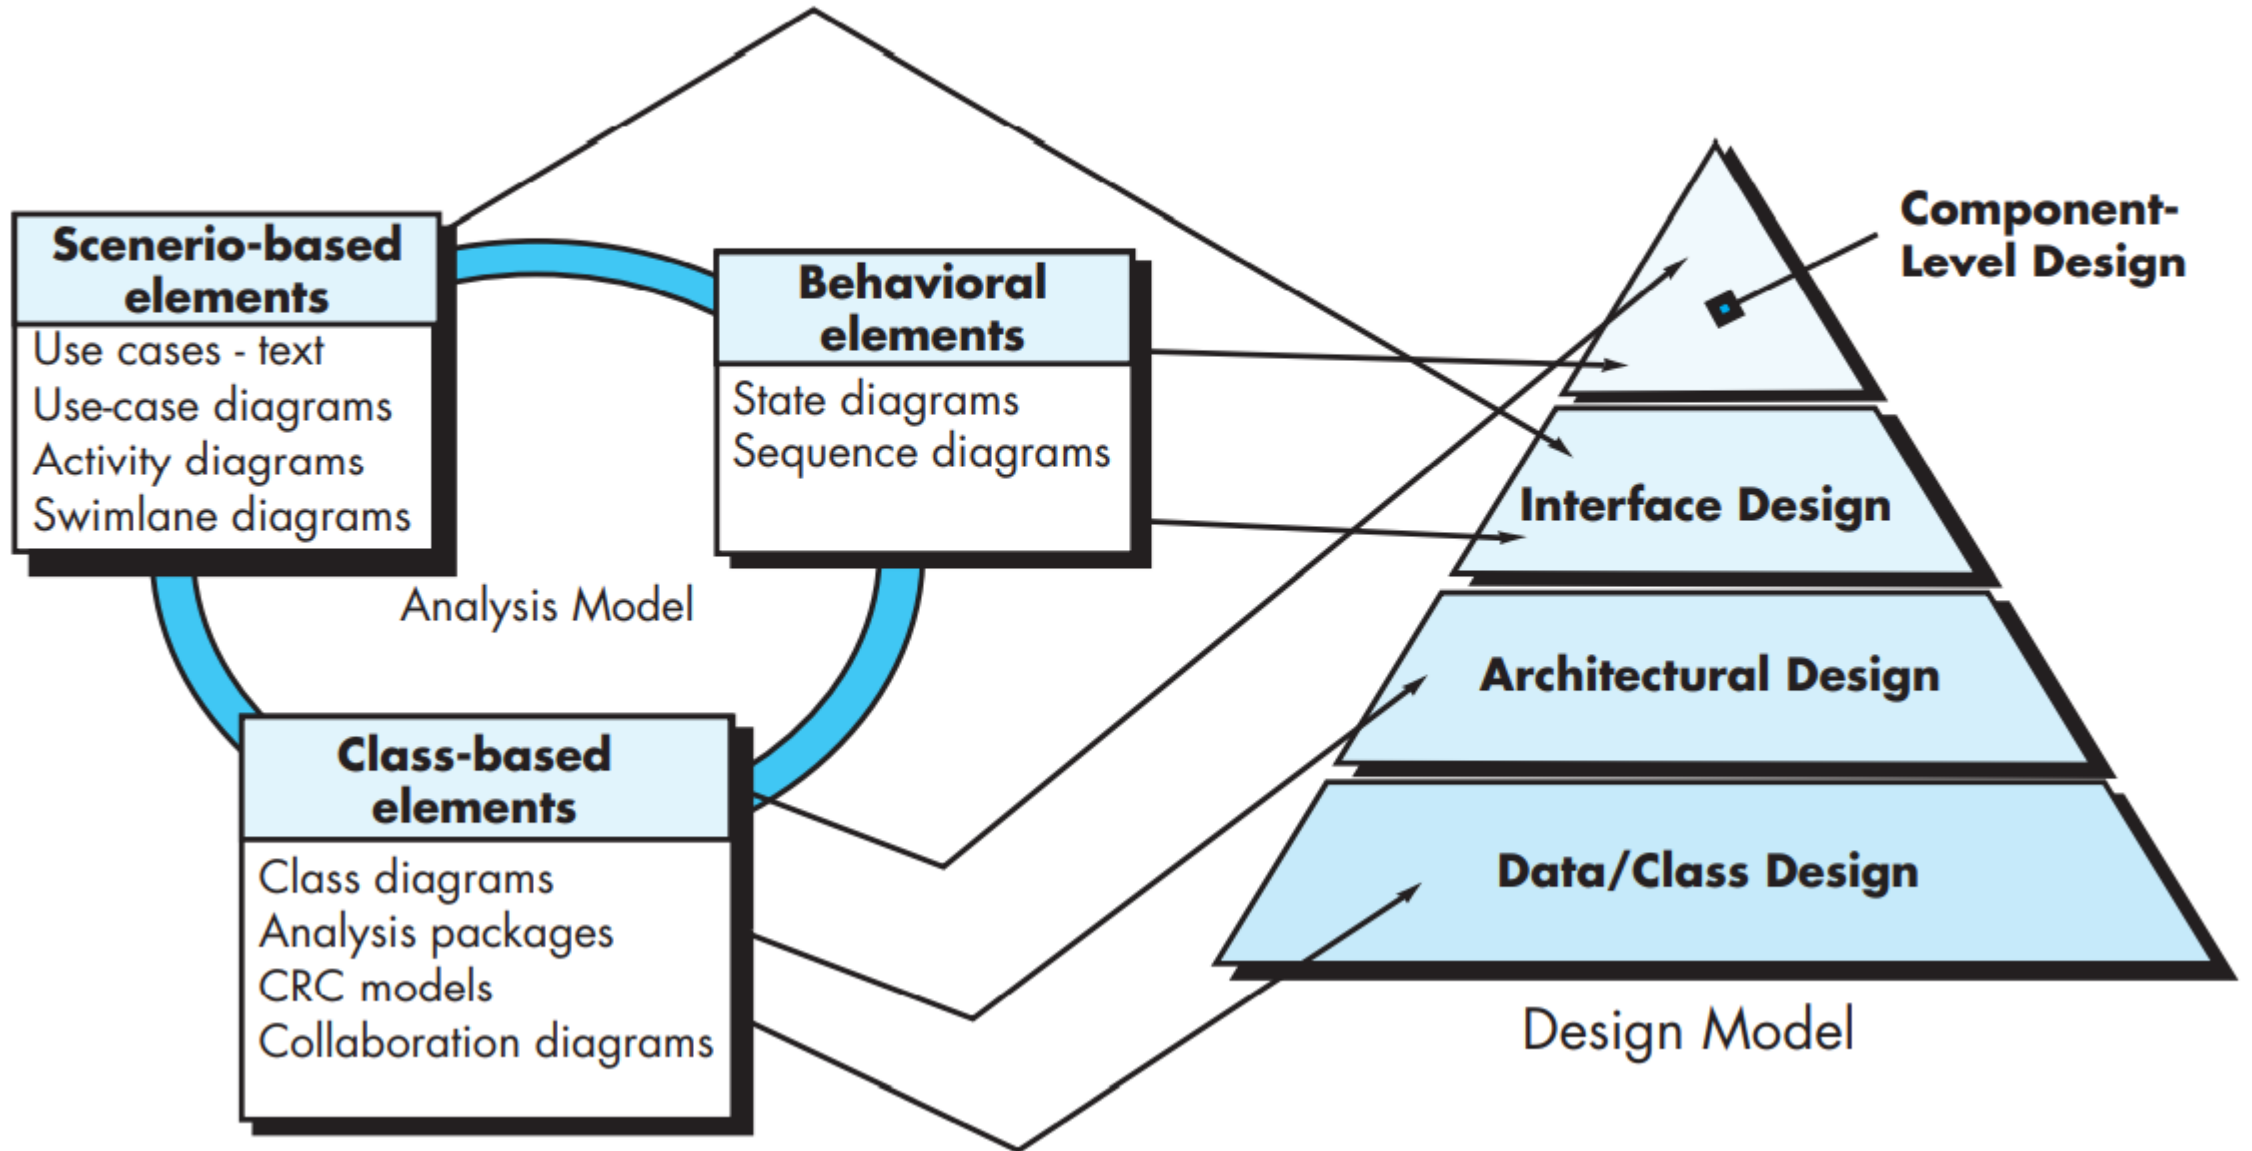 Scenerio-based
elements
Use cases - text
Use-case diagrams
Activity diagrams
Swimlane diagrams
Behavioral
elements
State diagrams
Sequence diagrams
Analysis Model
Class-based
elements
Class diagrams
Analysis packages
CRC models
Collaboration diagrams
Component-
Level Design
Interface Design
Architectural Design
Data/Class Design
Design Model